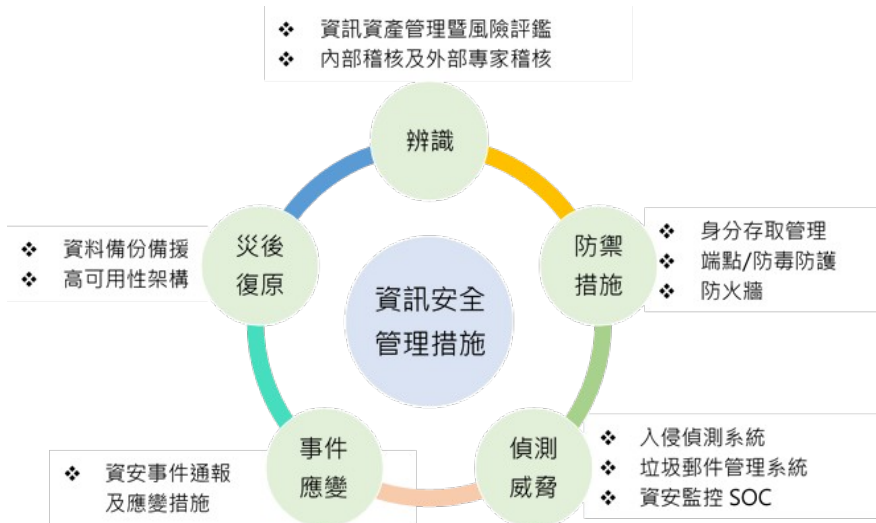 ❖ 資訊資產管理暨風險評鑑
❖ 內部稽核及外部專家稽核
辨識
防禦
措施
❖ 身分存取管理
❖ 端點/防毒防護
❖ 防火牆
偵測
威脅
❖ 入侵偵測系統
❖ 垃圾郵件管理系統
❖ 資安監控 SOC
事件
應變
❖ 資安事件通報
及應變措施
災後
復原
❖ 資料備份備援
❖ 高可用性架構
資訊安全
管理措施